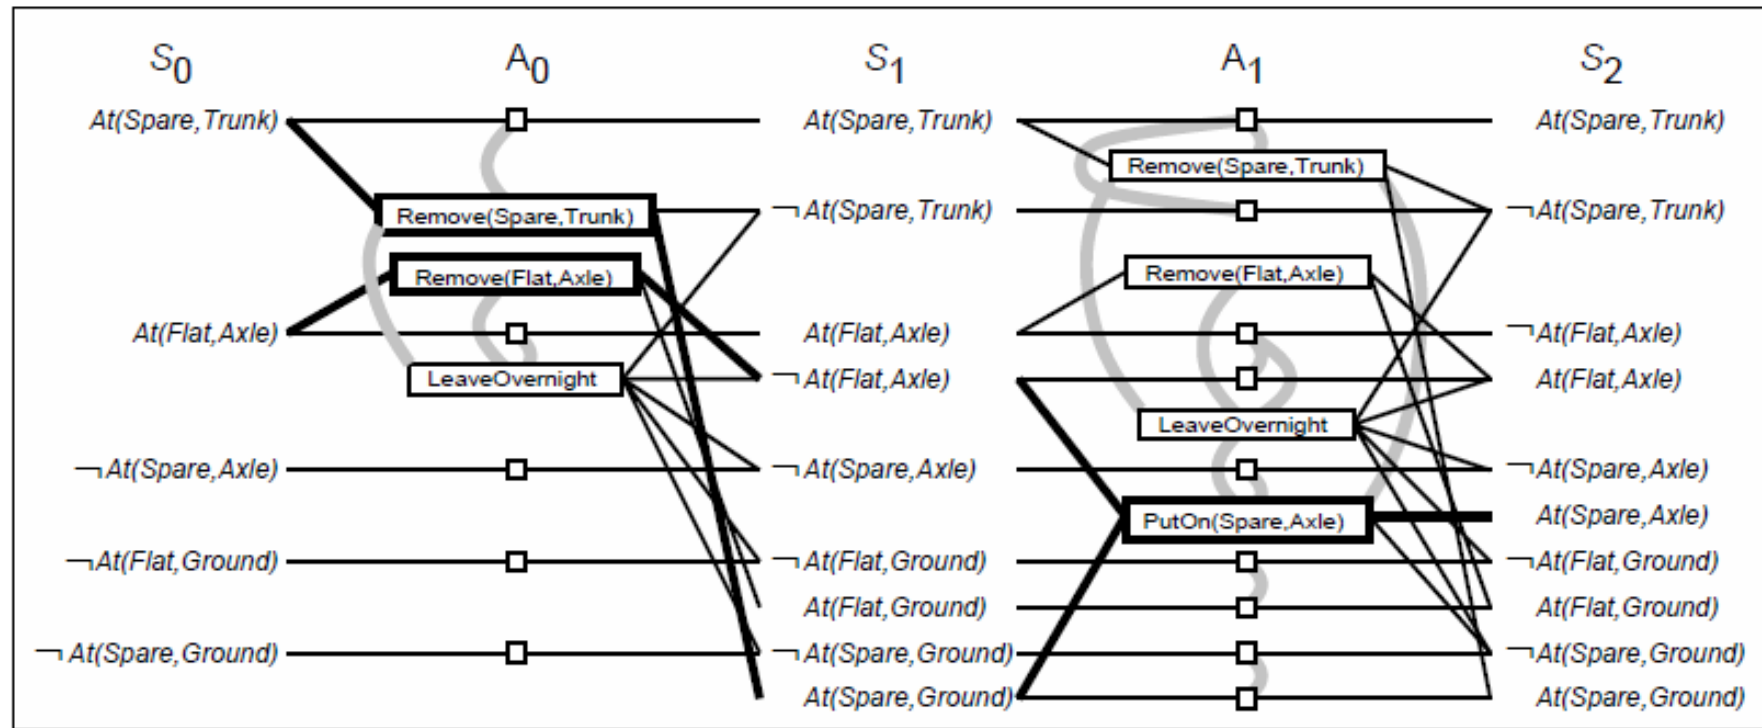 S0 A0 S1 A1 S2
At(Spare,Trunk) At(Spare,Trunk) At(Spare,Trunk)
Remove(Spare,Trunk)
Remove(Spare,Trunk) ¬At(Spare,Trunk) ¬At(Spare,Trunk)
Remove(Flat,Axle) Remove(Flat,Axle)
At(Flat,Axle) At(Flat,Axle) ¬At(Flat,Axle)
LeaveOvernight ¬At(Flat,Axle) At(Flat,Axle)
LeaveOvernight
¬At(Spare,Axle) ¬At(Spare,Axle) ¬At(Spare,Axle)
PutOn(Spare,Axle) At(Spare,Axle)
¬At(Flat,Ground) ¬At(Flat,Ground) ¬At(Flat,Ground)
At(Flat,Ground) At(Flat,Ground)
¬At(Spare,Ground) ¬At(Spare,Ground) ¬At(Spare,Ground)
At(Spare,Ground) At(Spare,Ground)